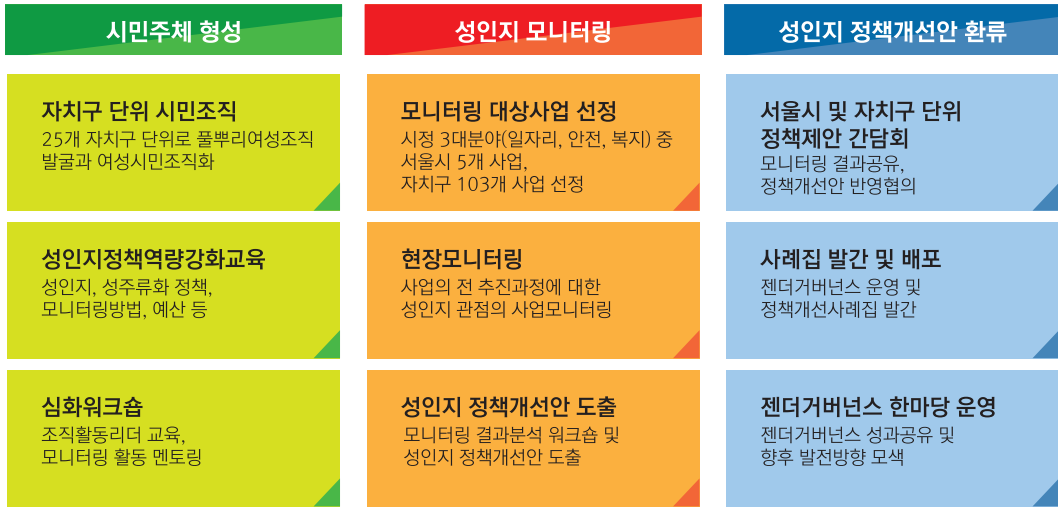 시민주체 형성
자치구 단위 시민조직
25개 자치구 단위로 풀뿌리여성조직
발굴과 여성시민조직화
성인지정책역량강화교육
성인지, 성주류화 정책,
모니터링방법, 예산 등
심화워크숍
조직활동리더 교육,
모니터링 활동 멘토링
성인지 모니터링
모니터링 대상사업 선정
시정 3대분야(일자리, 안전, 복지) 중
서울시 5개 사업,
자치구 103개 사업 선정
현장모니터링
사업의 전 추진과정에 대한
성인지 관점의 사업모니터링
성인지 정책개선안 도출
모니터링 결과분석 워크숍 및
성인지 정책개선안 도출
성인지 정책개선안 환류
서울시 및 자치구 단위
정책제안 간담회
모니터링 결과공유,
정책개선안 반영협의
사례집 발간 및 배포
젠더거버넌스 운영 및
정책개선사례집 발간
젠더거버넌스 한마당 운영
젠더거버넌스 성과공유 및
향후 발전방향 모색